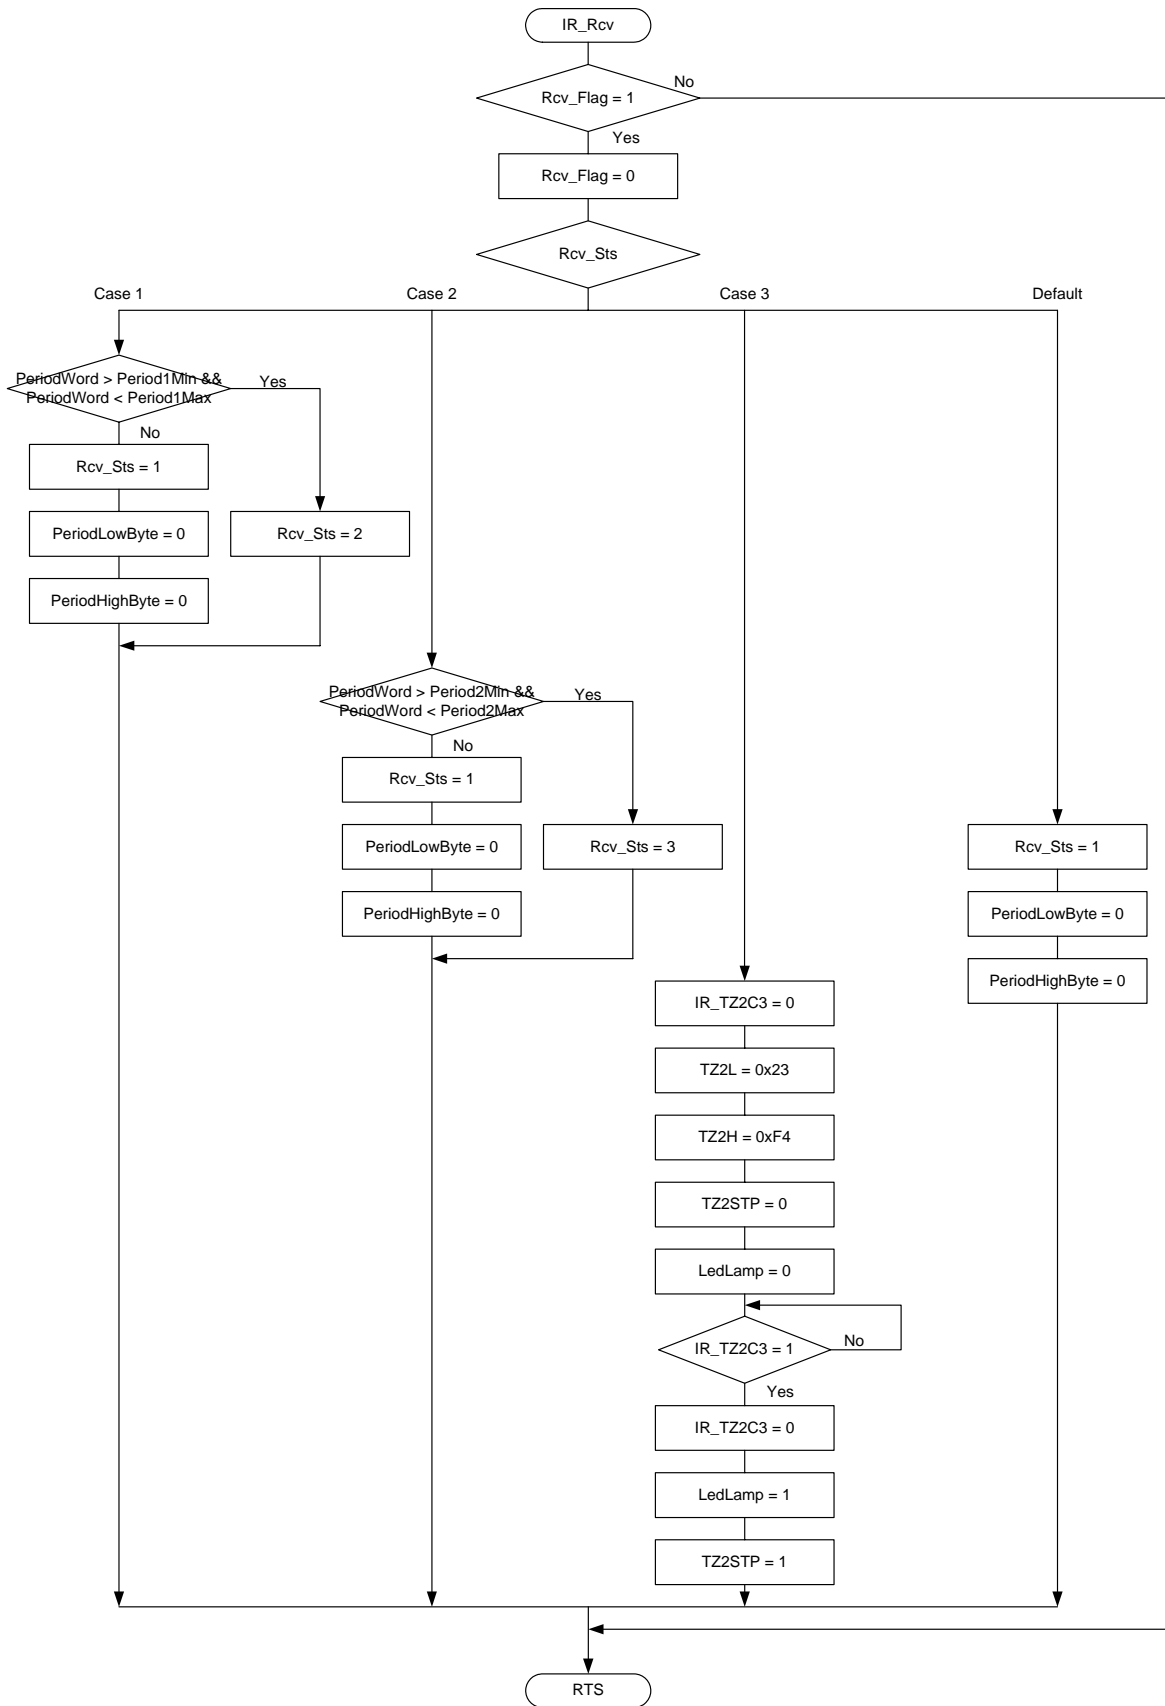 IR_Rcv
Rcv_Flag = 1
No
Yes
Rcv_Flag = 0
Rcv_Sts
Case 1
Case 2
Case 3
Default
PeriodWord > Period1Min &&
PeriodWord < Period1Max
Yes
No
Rcv_Sts = 1
PeriodLowByte = 0
Rcv_Sts = 2
PeriodHighByte = 0
PeriodWord > Period2Min &&
PeriodWord < Period2Max
Yes
No
Rcv_Sts = 1
PeriodLowByte = 0
Rcv_Sts = 3
PeriodHighByte = 0
Rcv_Sts = 1
PeriodLowByte = 0
PeriodHighByte = 0
IR_TZ2C3 = 0
TZ2L = 0x23
TZ2H = 0xF4
TZ2STP = 0
LedLamp = 0
IR_TZ2C3 = 1
No
Yes
IR_TZ2C3 = 0
LedLamp = 1
TZ2STP = 1
RTS